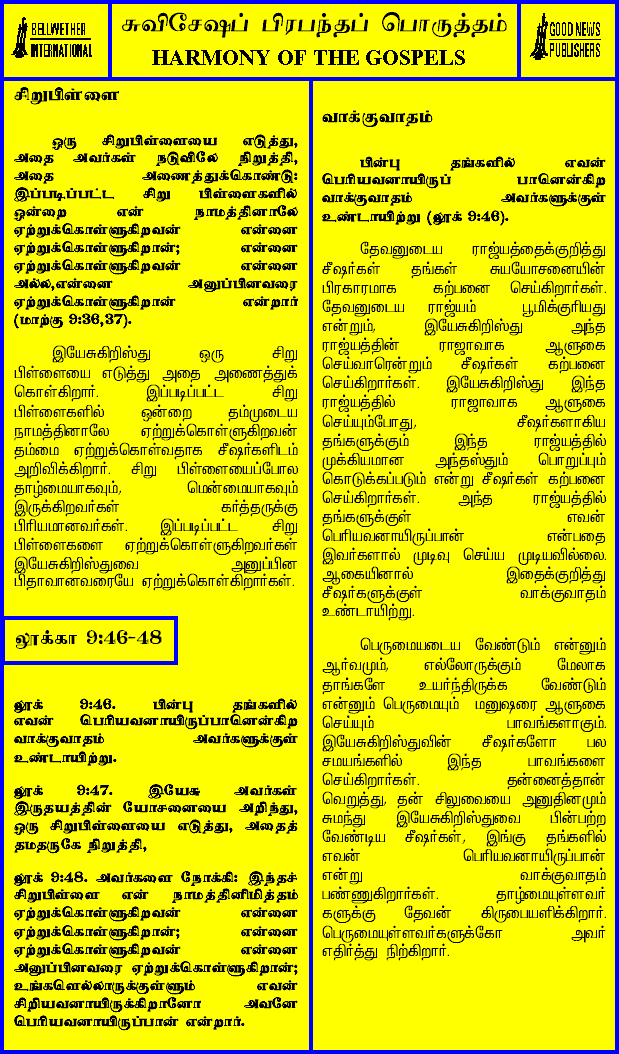 BELLWETHER
INTERNATIONAL
சுவிசேஷப் பிரபந்தப் பொருத்தம்
HARMONY OF THE GOSPELS
GOOD NEWS
PUBLISHERS
சிறுபிள்ளை
ஒரு சிறுபிள்ளையை எடுத்து,
அதை அவர்கள் நடுவிலே நிறுத்தி,
அதை அணைத்துக்கொண்டு:
இப்படிப்பட்ட சிறு பிள்ளைகளில்
ஒன்றை என் நாமத்தினாலே
ஏற்றுக்கொள்ளுகிறவன் என்னை
ஏற்றுக்கொள்ளுகிறான்; என்னை
ஏற்றுக்கொள்ளுகிறவன் என்னை
அல்ல,என்னை அனுப்பினவரை
ஏற்றுக்கொள்ளுகிறான் என்றார்
(மாற்கு 9:36,37).
இயேசுகிறிஸ்து ஒரு சிறு
பிள்ளையை எடுத்து அதை அணைத்துக்
கொள்கிறார். இப்படிப்பட்ட சிறு
பிள்ளைகளில் ஒன்றை தம்முடைய
நாமத்தினாலே ஏற்றுக்கொள்ளுகிறவன்
தம்மை ஏற்றுக்கொள்வதாக சீஷர்களிடம்
அறிவிக்கிறார். சிறு பிள்ளையைப்போல
தாழ்மையாகவும், மென்மையாகவும்
இருக்கிறவர்கள் கர்த்தருக்கு
பிரியமானவர்கள். இப்படிப்பட்ட சிறு
பிள்ளைகளை ஏற்றுக்கொள்ளுகிறவர்கள்
இயேசுகிறிஸ்துவை அனுப்பின
பிதாவானவரையே ஏற்றுக்கொள்கிறார்கள்.
லூக்கா 9:46-48
லூக் 9:46. பின்பு தங்களில்
எவன் பெரியவனாயிருப்பானென்கிற
வாக்குவாதம் அவர்களுக்குள்
உண்டாயிற்று.
லூக் 9:47. இயேசு அவர்கள்
இருதயத்தின் யோசனையை அறிந்து,
ஒரு சிறுபிள்ளையை எடுத்து, அதைத்
தமதருகே நிறுத்தி,
லூக் 9:48. அவர்களை நோக்கி: இந்தச்
சிறுபிள்ளை என் நாமத்தினிமித்தம்
ஏற்றுக்கொள்ளுகிறவன் என்னை
ஏற்றுக்கொள்ளுகிறான்; என்னை
ஏற்றுக்கொள்ளுகிறவன் என்னை
அனுப்பினவரை ஏற்றுக்கொள்ளுகிறான்;
உங்களெல்லாருக்குள்ளும் எவன்
சிறியவனாயிருக்கிறானோ அவனே
பெரியவனாயிருப்பான் என்றார்.
வாக்குவாதம்
பின்பு தங்களில் எவன்
பெரியவனாயிருப் பானென்கிற
வாக்குவாதம் அவர்களுக்குள்
உண்டாயிற்று (லூக் 9:46).
தேவனுடைய ராஜ்யத்தைக்குறித்து
சீஷர்கள் தங்கள் சுயயோசனையின்
பிரகாரமாக கற்பனை செய்கிறார்கள்.
தேவனுடைய ராஜ்யம் பூமிக்குரியது
என்றும், இயேசுகிறிஸ்து அந்த
ராஜ்யத்தின் ராஜாவாக ஆளுகை
செய்வாரென்றும் சீஷர்கள் கற்பனை
செய்கிறார்கள். இயேசுகிறிஸ்து இந்த
ராஜ்யத்தில் ராஜாவாக ஆளுகை
செய்யும்போது, சீஷர்களாகிய
தங்களுக்கும் இந்த ராஜ்யத்தில்
முக்கியமான அந்தஸ்தும் பொறுப்பும்
கொடுக்கப்படும் என்று சீஷர்கள் கற்பனை
செய்கிறார்கள். அந்த ராஜ்யத்தில்
தங்களுக்குள் எவன்
பெரியவனாயிருப்பான் என்பதை
இவர்களால் முடிவு செய்ய முடியவில்லை.
ஆகையினால் இதைக்குறித்து
சீஷர்களுக்குள் வாக்குவாதம்
உண்டாயிற்று.
பெருமையடைய வேண்டும் என்னும்
ஆர்வமும், எல்லோருக்கும் மேலாக
தாங்களே உயர்ந்திருக்க வேண்டும்
என்னும் பெருமையும் மனுஷரை ஆளுகை
செய்யும் பாவங்களாகும்.
இயேசுகிறிஸ்துவின் சீஷர்களோ பல
சமயங்களில் இந்த பாவங்களை
செய்கிறார்கள். தன்னைத்தான்
வெறுத்து, தன் சிலுவையை அனுதினமும்
சுமந்து இயேசுகிறிஸ்துவை பின்பற்ற
வேண்டிய சீஷர்கள், இங்கு தங்களில்
எவன் பெரியவனாயிருப்பான்
என்று வாக்குவாதம்
பண்ணுகிறார்கள். தாழ்மையுள்ளவர்
களுக்கு தேவன் கிருபையளிக்கிறார்.
பெருமையுள்ளவர்களுக்கோ அவர்
எதிர்த்து நிற்கிறார்.